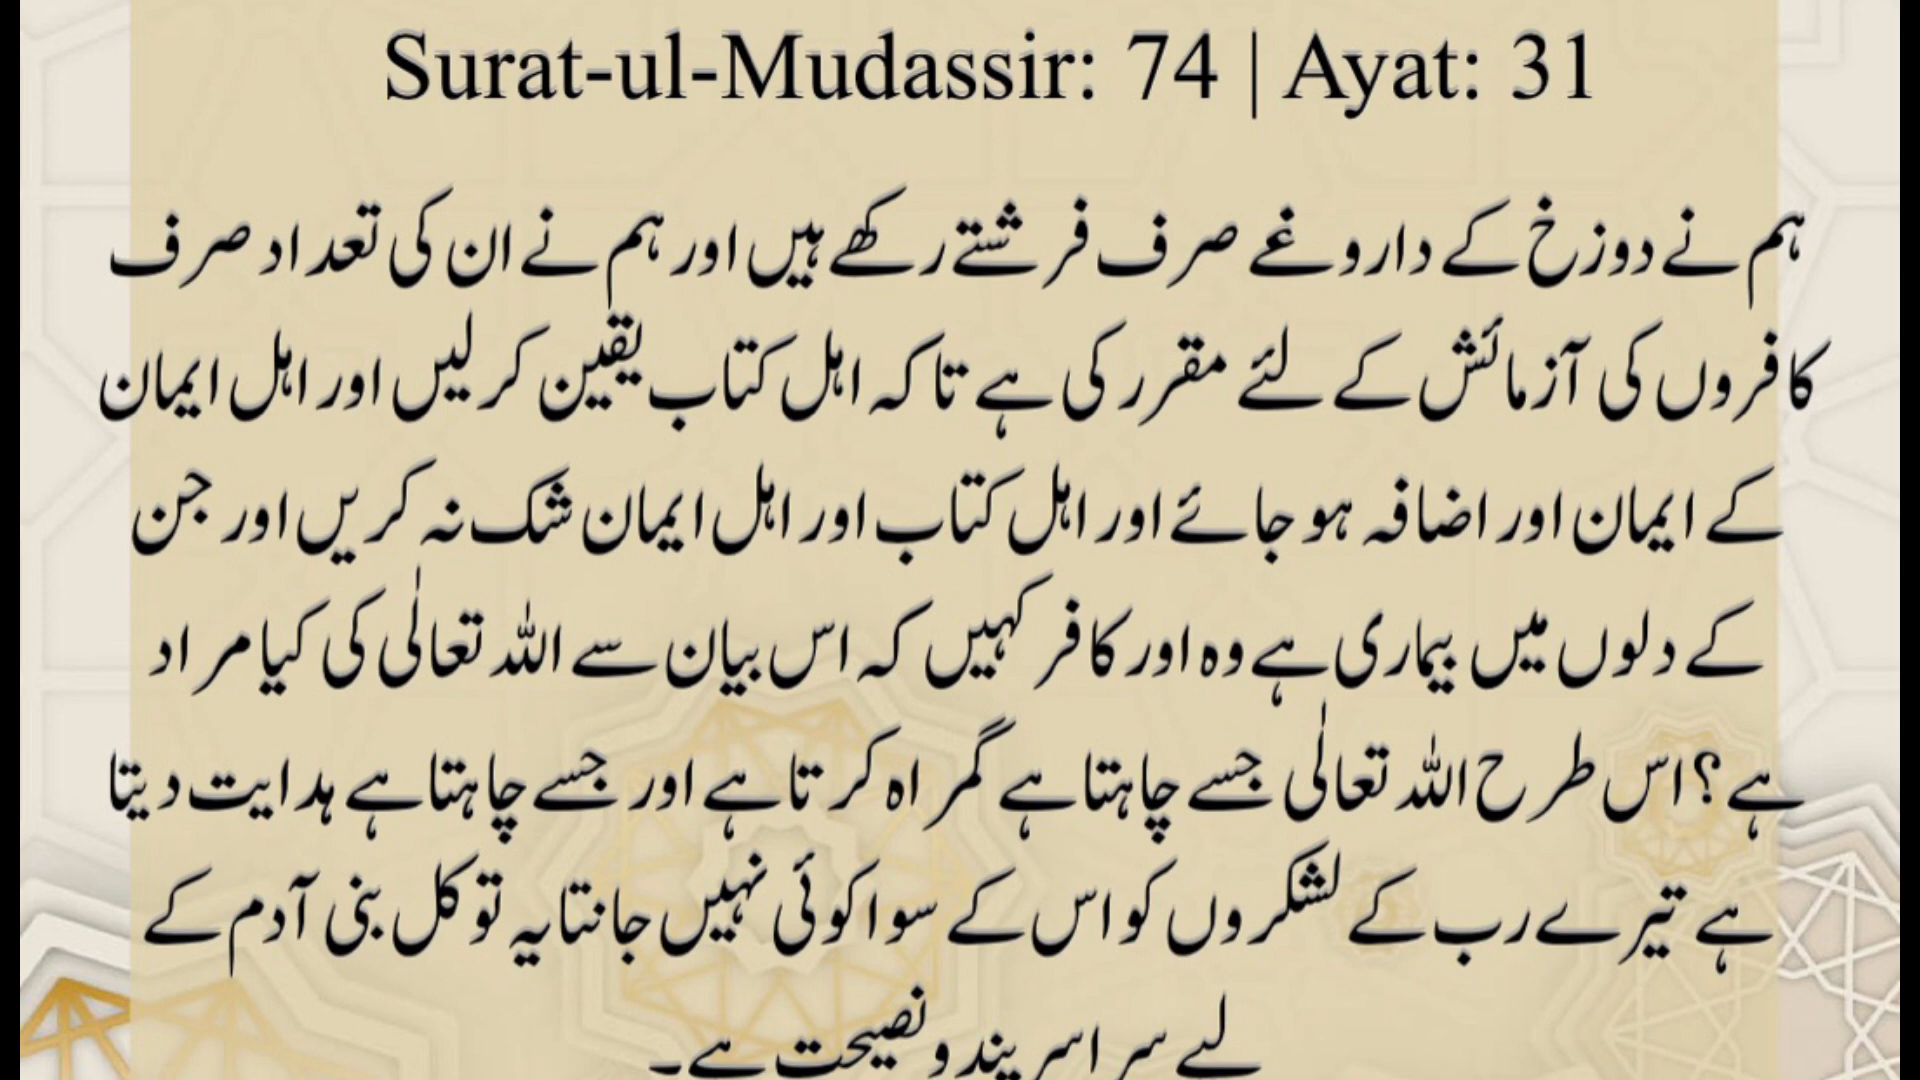 Surat-ul-Mudassir: 74 | Ayat: 31
ہم نے دوزخ کے داروغے صرف فرشتے رکھے ہیں اور ہم نے ان کی تعداد صرف
کافروں کی آزمائش کے لئے مقرر کی ہے تاکہ اہل کتاب یقین کرلیں اور اہل ایمان
کے ایمان اور اضافہ ہو جائے اور اہل کتاب اور اہل ایمان شک نہ کریں اور جن
کے دلوں میں بیماری ہے وہ اور کافر کہیں کہ اس بیان سے اللہ تعالٰی کی کیا مراد
ہے؟ اس طرح اللہ تعالٰی جسے چاہتا ہے گمراہ کرتا ہے اور جسے چاہتا ہے ہدایت دیتا
ہے تیرے رب کے لشکروں کو اس کے سوا کوئی نہیں جانتا یہ تو کل بنی آدم کے
لیے سراسر پند و نصیحت ہے۔